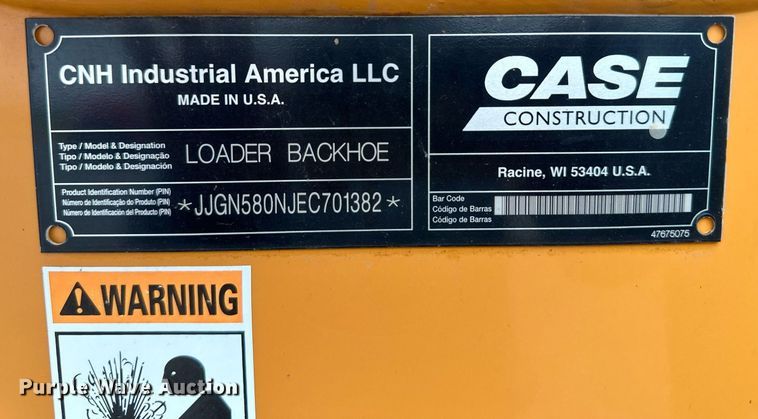 CNH Industrial America LLC
MADE IN U.S.A.
Type / Model & Designation
Tipo / Modelo & Designação
Tipo / Modelo & Designación
LOADER BACKHOE
Product Identification Number (PIN)
Número de Identificação do Produto (PIN)
Número de Identificación del Producto (PIN)
*JJGN580NJEC701382*
CASE
CONSTRUCTION
Racine, WI 53404 U.S.A.
Bar Code
Código de Barras
Código de Barras
47675075
WARNING
Purple Wave Auction